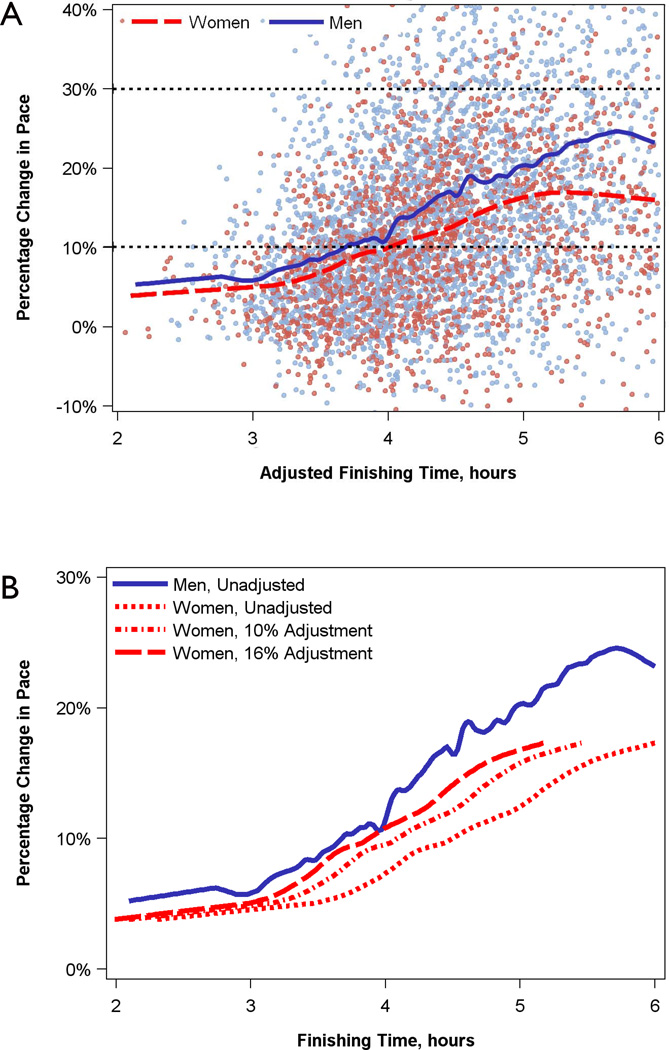 A
Women Men
40%
30%
20%
10%
0%
-10%
Percentage Change in Pace
2 3 4 5 6
Adjusted Finishing Time, hours
B
Men, Unadjusted
Women, Unadjusted
Women, 10% Adjustment
Women, 16% Adjustment
30%
20%
10%
0%
Percentage Change in Pace
2 3 4 5 6
Finishing Time, hours